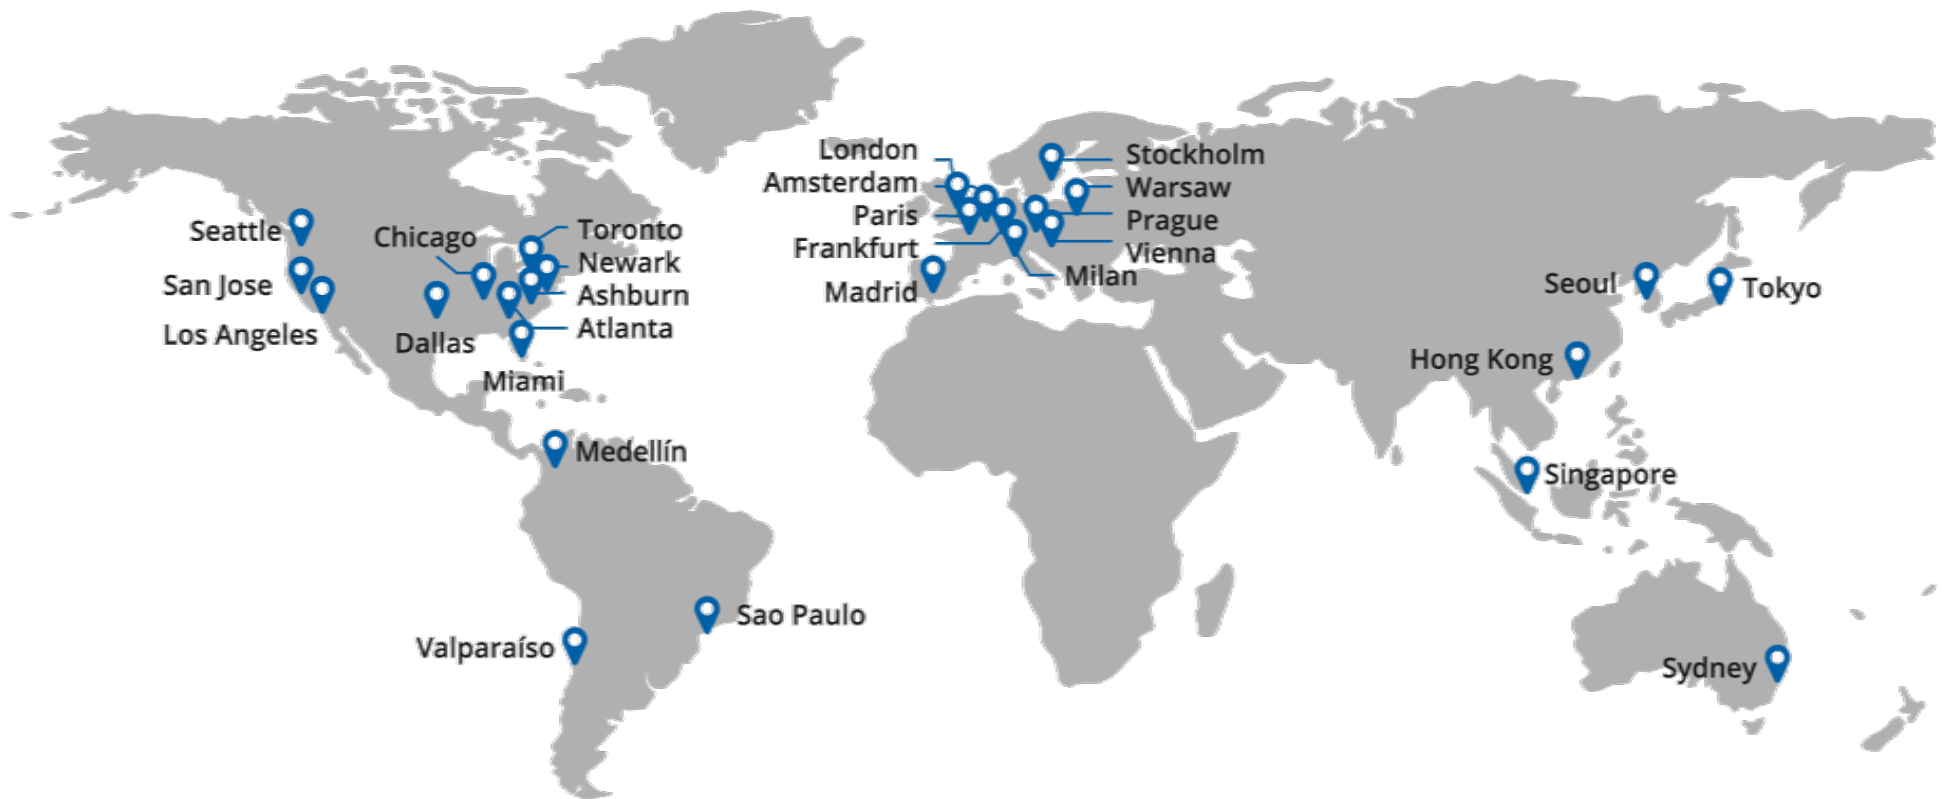 London
Amsterdam
Paris
Frankfurt
Madrid
Stockholm
Warsaw
Prague
Vienna
Milan
Seattle
San Jose
Los Angeles
Chicago
Dallas
Toronto
Newark
Ashburn
Atlanta
Miami
Medellín
Sao Paulo
Valparaíso
Seoul
Tokyo
Hong Kong
Singapore
Sydney